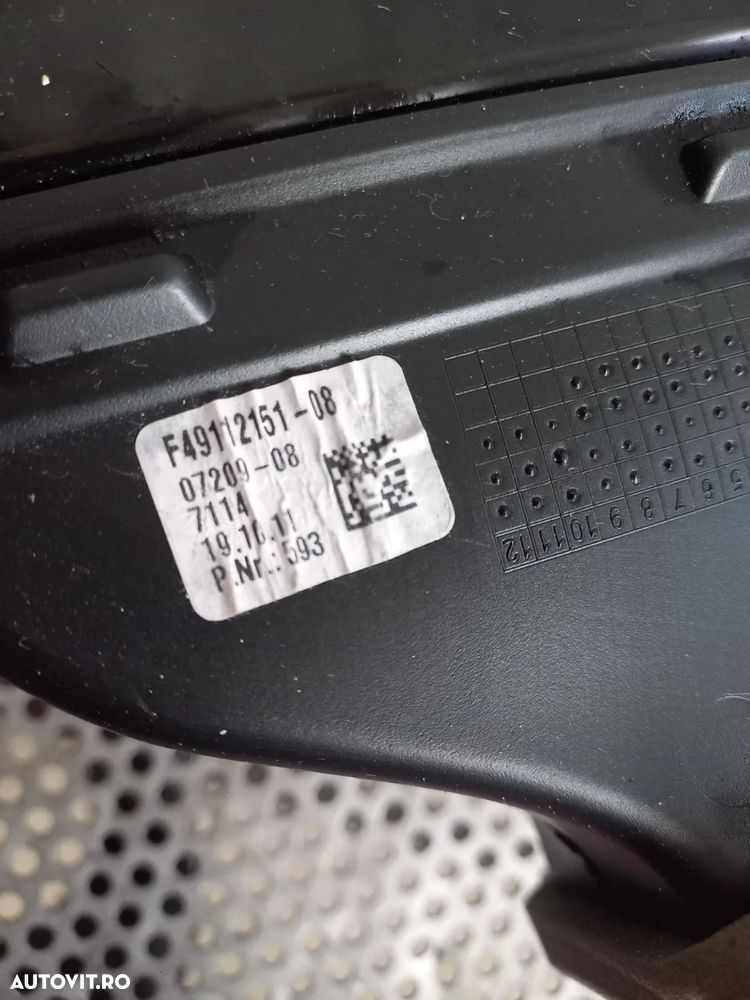 F49112151-08
07209-08
7114
19.10.11
P.Nr.: 593
5 6 7 8 9 10 11 12
AUTOVIT.RO